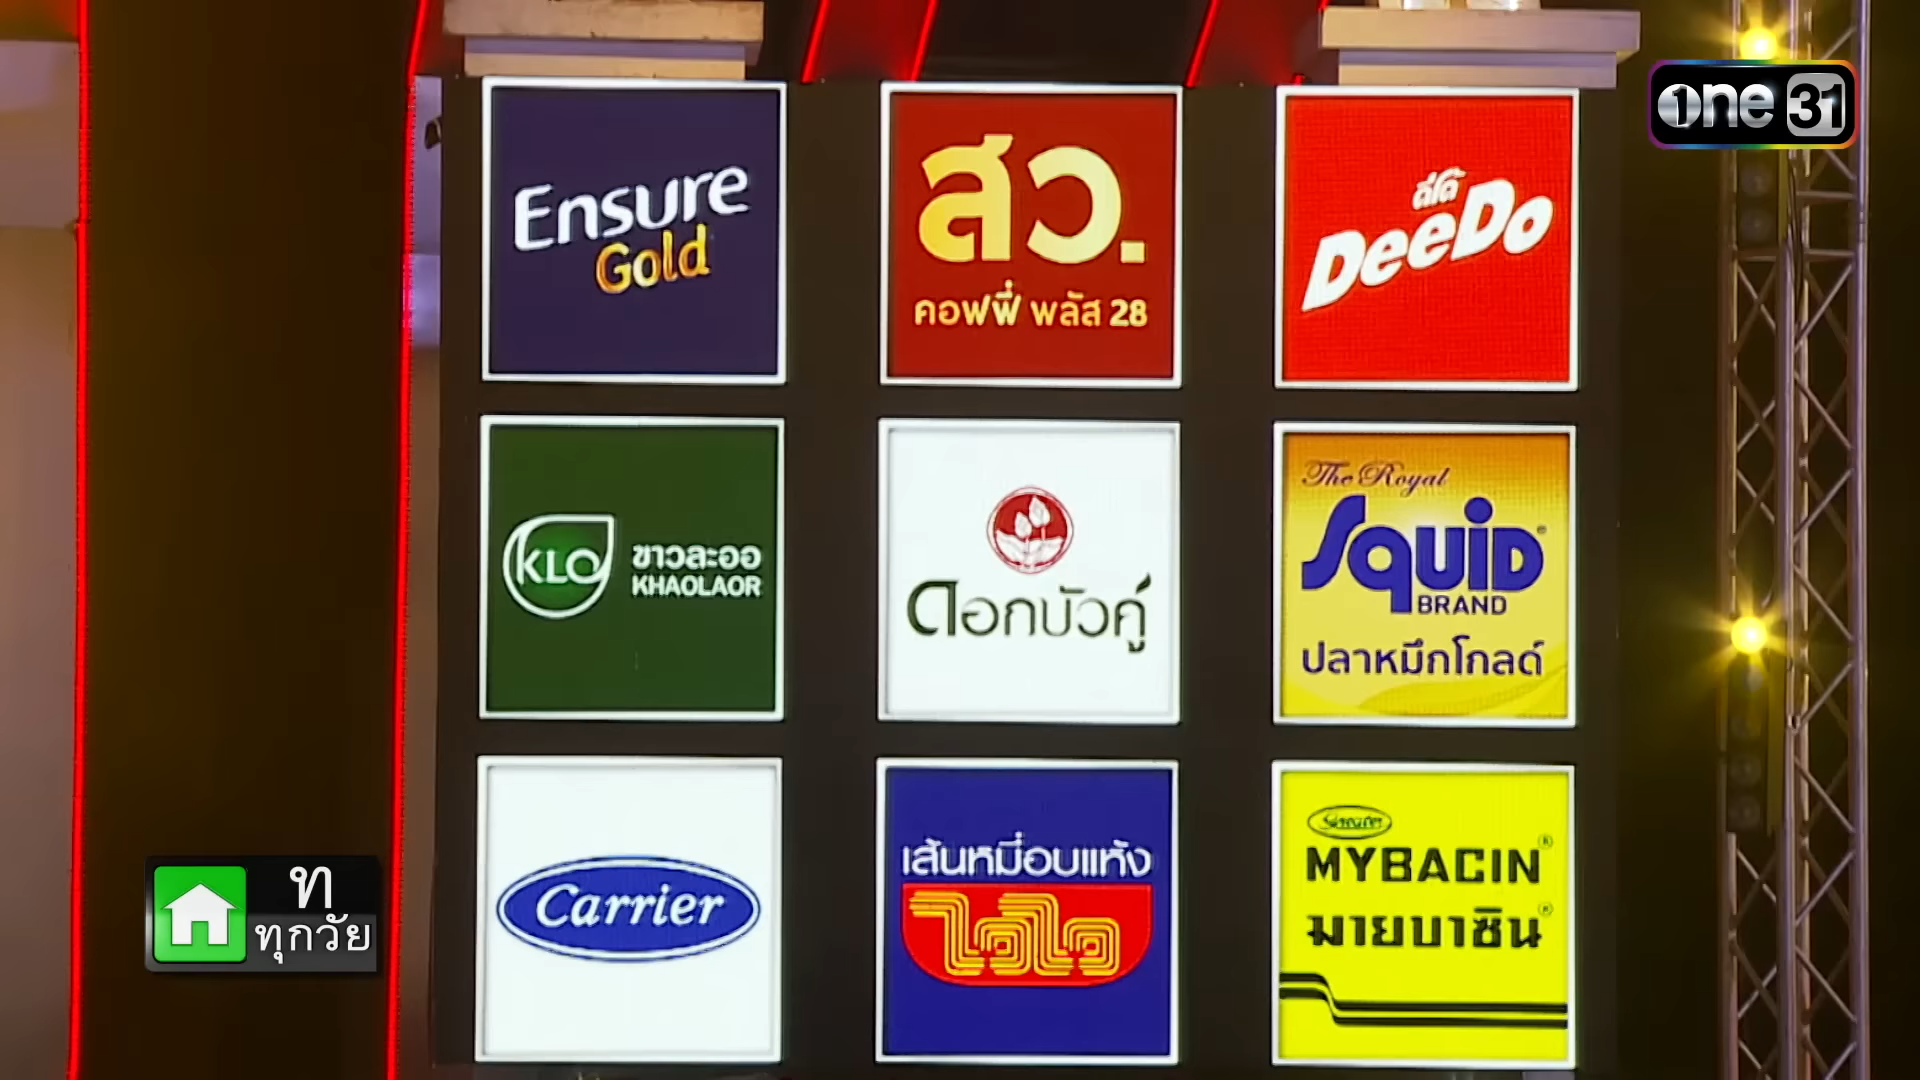 one 31
Ensure
Gold
สว.
คอฟฟี่ พลัส 28
ดีโด้
DeeDo
KLO
ขาวละออ
KHAOLAOR
ดอกบัวคู่
The Royal
SQUID
BRAND
ปลาหมึกโกลด์
Carrier
เส้นหมี่อบแห้ง
ไวไว
MYBACIN®
มายบาซิน®
ท
ทุกวัย